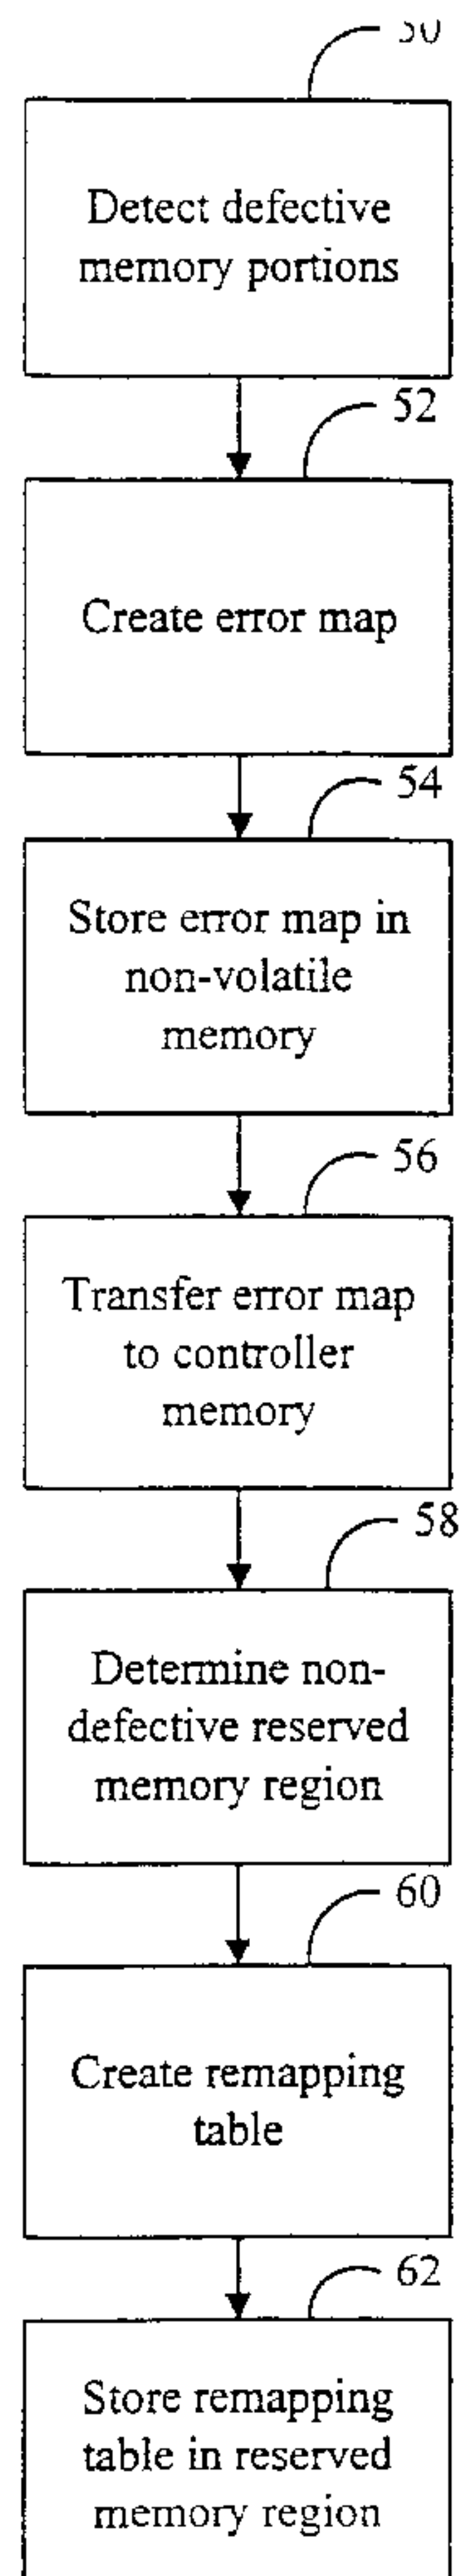 50
Detect defective
memory portions
52
Create error map
54
Store error map in
non-volatile
memory
56
Transfer error map
to controller
memory
58
Determine non-
defective reserved
memory region
60
Create remapping
table
62
Store remapping
table in reserved
memory region